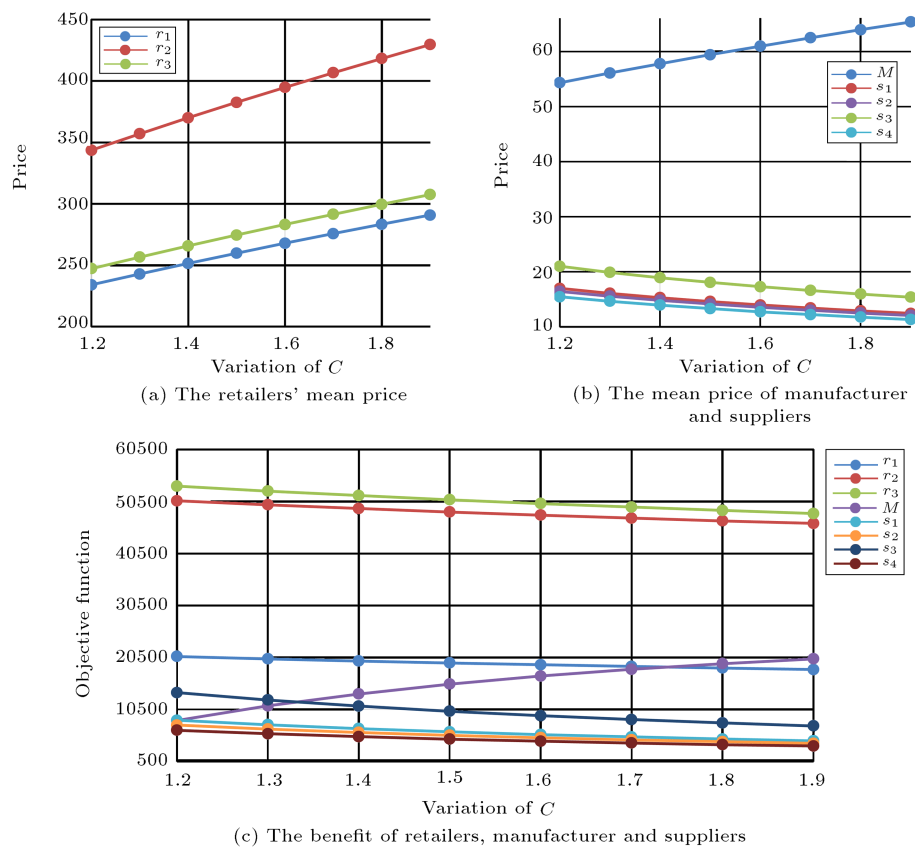 450
400
350
300
250
200
Price
r1
r2
r3
1.2
1.4
1.6
1.8
Variation of C
(a) The retailers' mean price
60
50
40
30
20
10
Price
M
s1
s2
s3
s4
1.2
1.4
1.6
1.8
Variation of C
(b) The mean price of manufacturer
and suppliers
60500
50500
40500
30500
20500
10500
500
Objective function
r1
r2
r3
M
s1
s2
s3
s4
1.2
1.3
1.4
1.5
1.6
1.7
1.8
1.9
Variation of C
(c) The benefit of retailers, manufacturer and suppliers